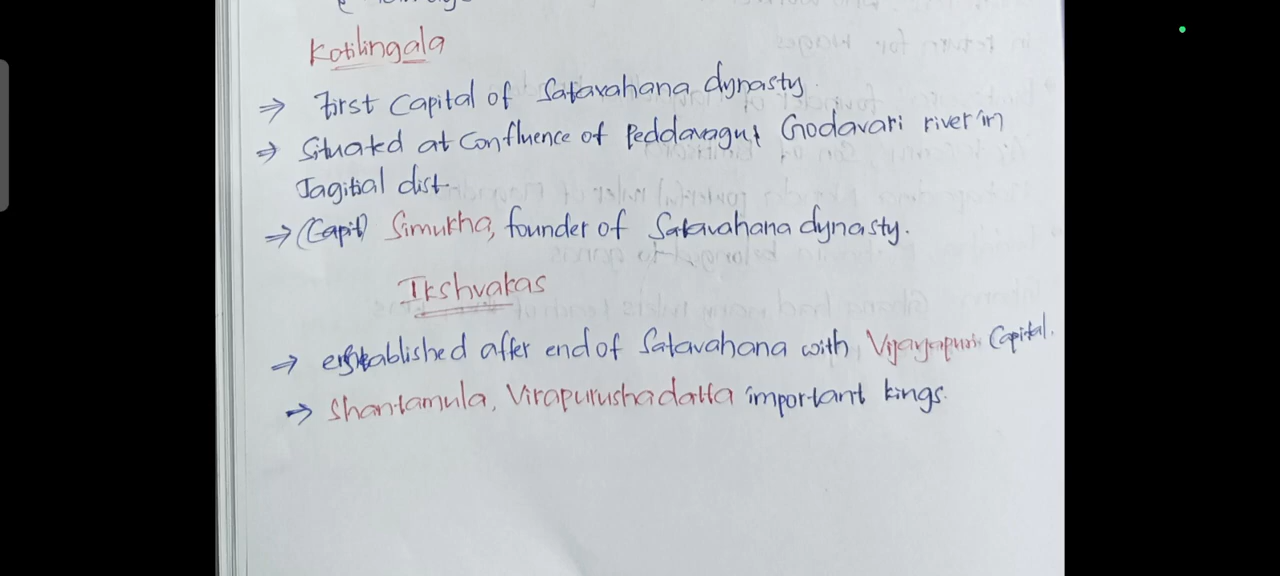 Kotilingala
⇒ First Capital of Satavahana dynasty.
⇒ Situated at Confluence of Peddavagu & Godavari river in
Jagitial dist.
⇒ (Capit) Simukha, founder of Satavahana dynasty.
Ikshvakas
⇒ established after end of Satavahana with Vijayapuri Capital.
⇒ Shantamula, Virapurushadatta important kings.